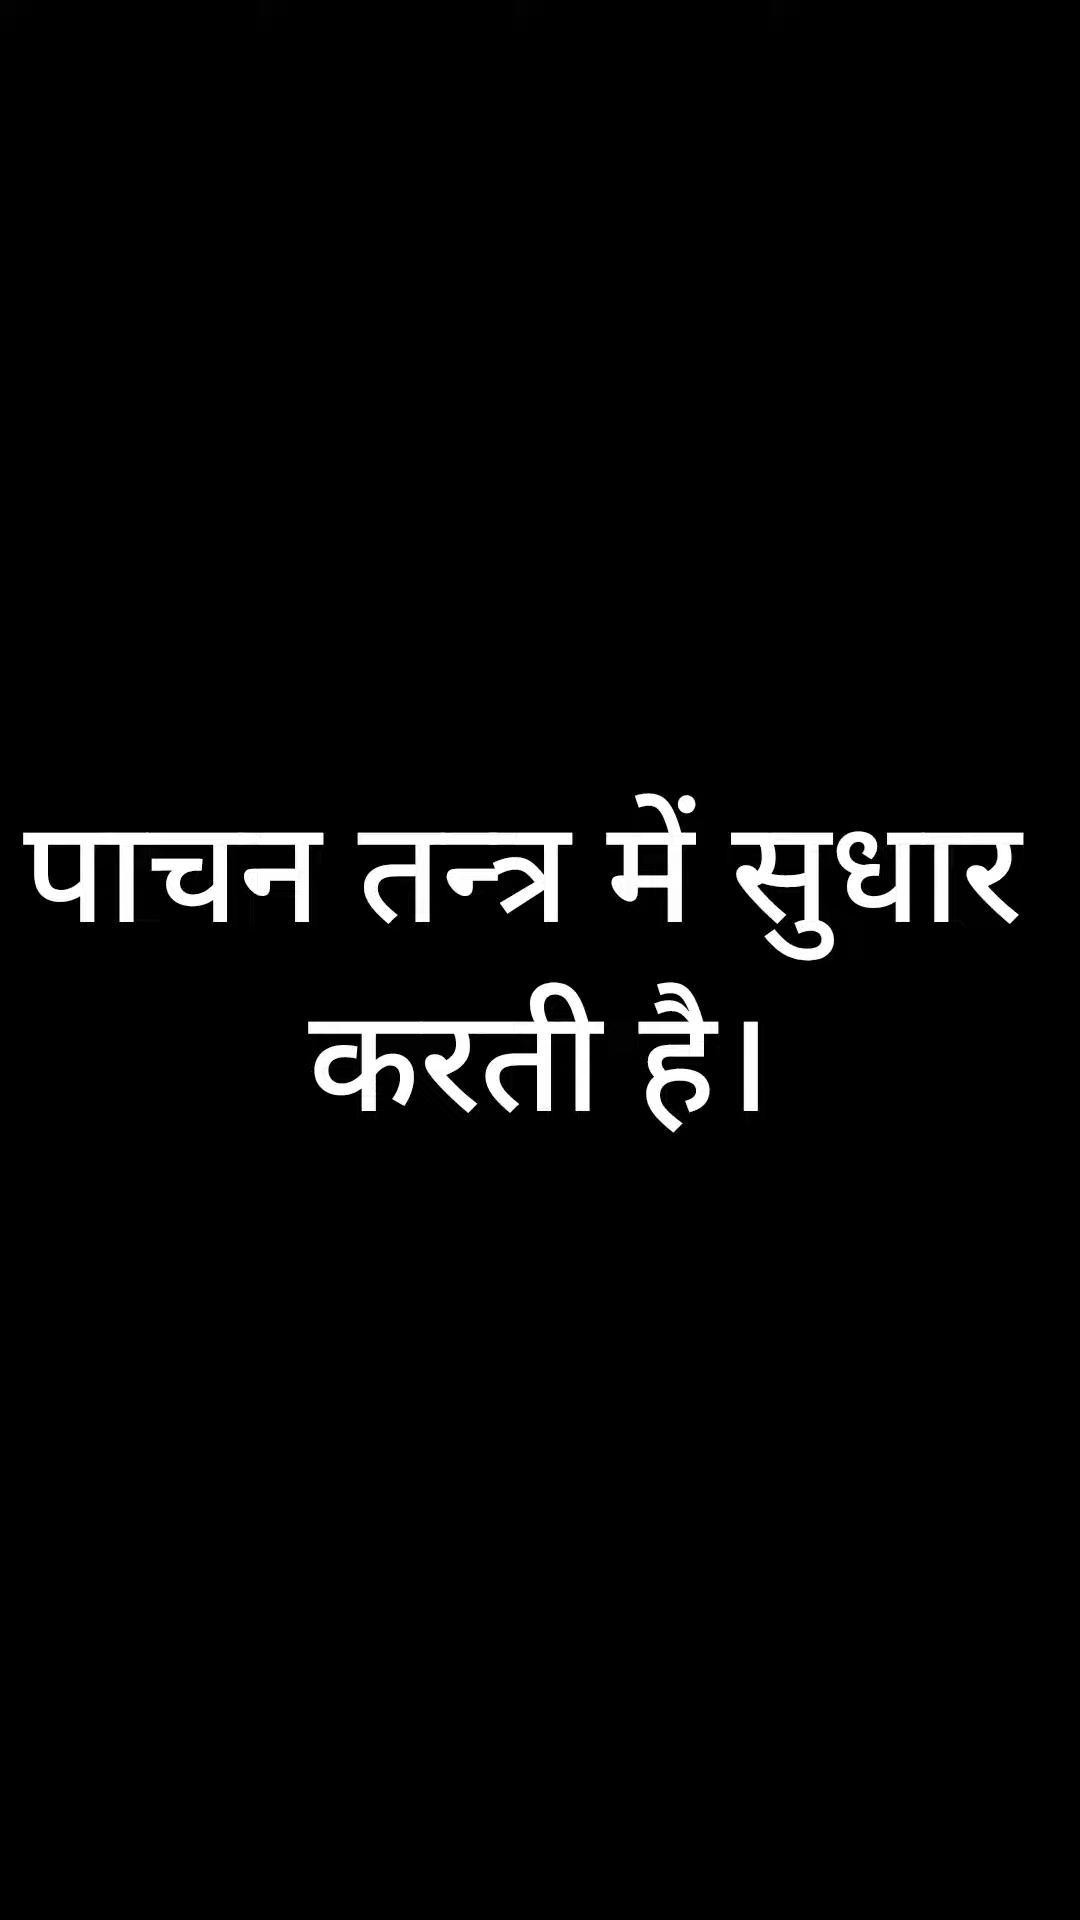 पाचन तन्त्र में सुधार
करती है।